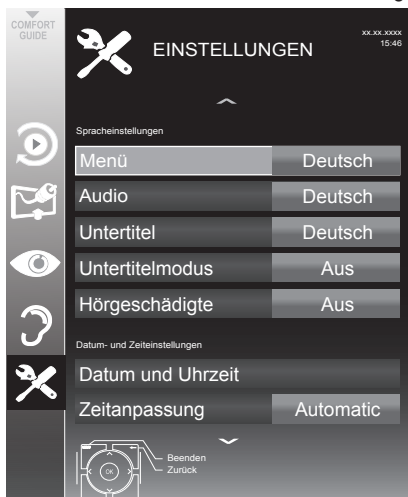 COMFORT
GUIDE
EINSTELLUNGEN
xx.xx.xxxx
15:46
Spracheinstellungen
Menü Deutsch
Audio Deutsch
Untertitel Deutsch
Untertitelmodus Aus
Hörgeschädigte Aus
Datum- und Zeiteinstellungen
Datum und Uhrzeit
Zeitanpassung Automatic
Beenden
Zurück
OK